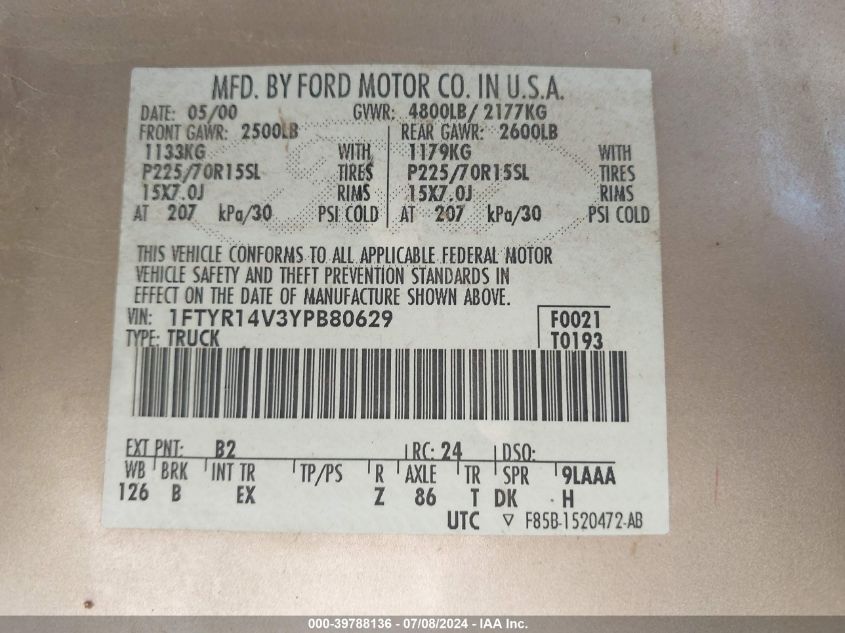 MFD. BY FORD MOTOR CO. IN U.S.A.
DATE: 05/00 GVWR: 4800LB/ 2177KG
FRONT GAWR: 2500LB REAR GAWR: 2600LB
1133KG WITH 1179KG WITH
P225/70R15SL TIRES P225/70R15SL TIRES
15X7.0J RIMS 15X7.0J RIMS
AT 207 kPa/30 PSI COLD AT 207 kPa/30 PSI COLD
THIS VEHICLE CONFORMS TO ALL APPLICABLE FEDERAL MOTOR
VEHICLE SAFETY AND THEFT PREVENTION STANDARDS IN
EFFECT ON THE DATE OF MANUFACTURE SHOWN ABOVE.
VIN: 1FTYR14V3YPB80629 F0021
TYPE: TRUCK T0193
EXT PNT: B2 RC: 24 DSO:
WB BRK INT TR TP/PS R AXLE TR SPR 9LAAA
126 B EX Z 86 T DK H
UTC ▽ F85B-1520472-AB
000-39788136 - 07/08/2024 - IAA Inc.